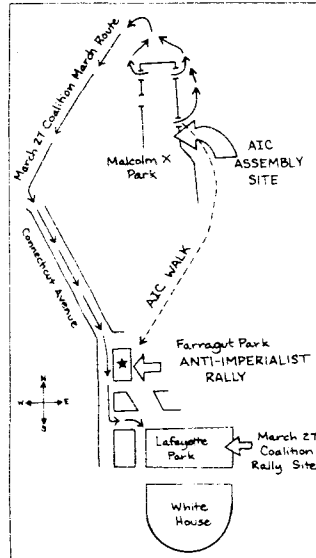 March 27 Coalition March Route
Malcolm X
Park
AIC
ASSEMBLY
SITE
Connecticut Avenue
AIC WALK
Farragut Park
ANTI-IMPERIALIST
RALLY
N
W E
S
Lafayette
Park
March 27
Coalition
Rally Site
White
House